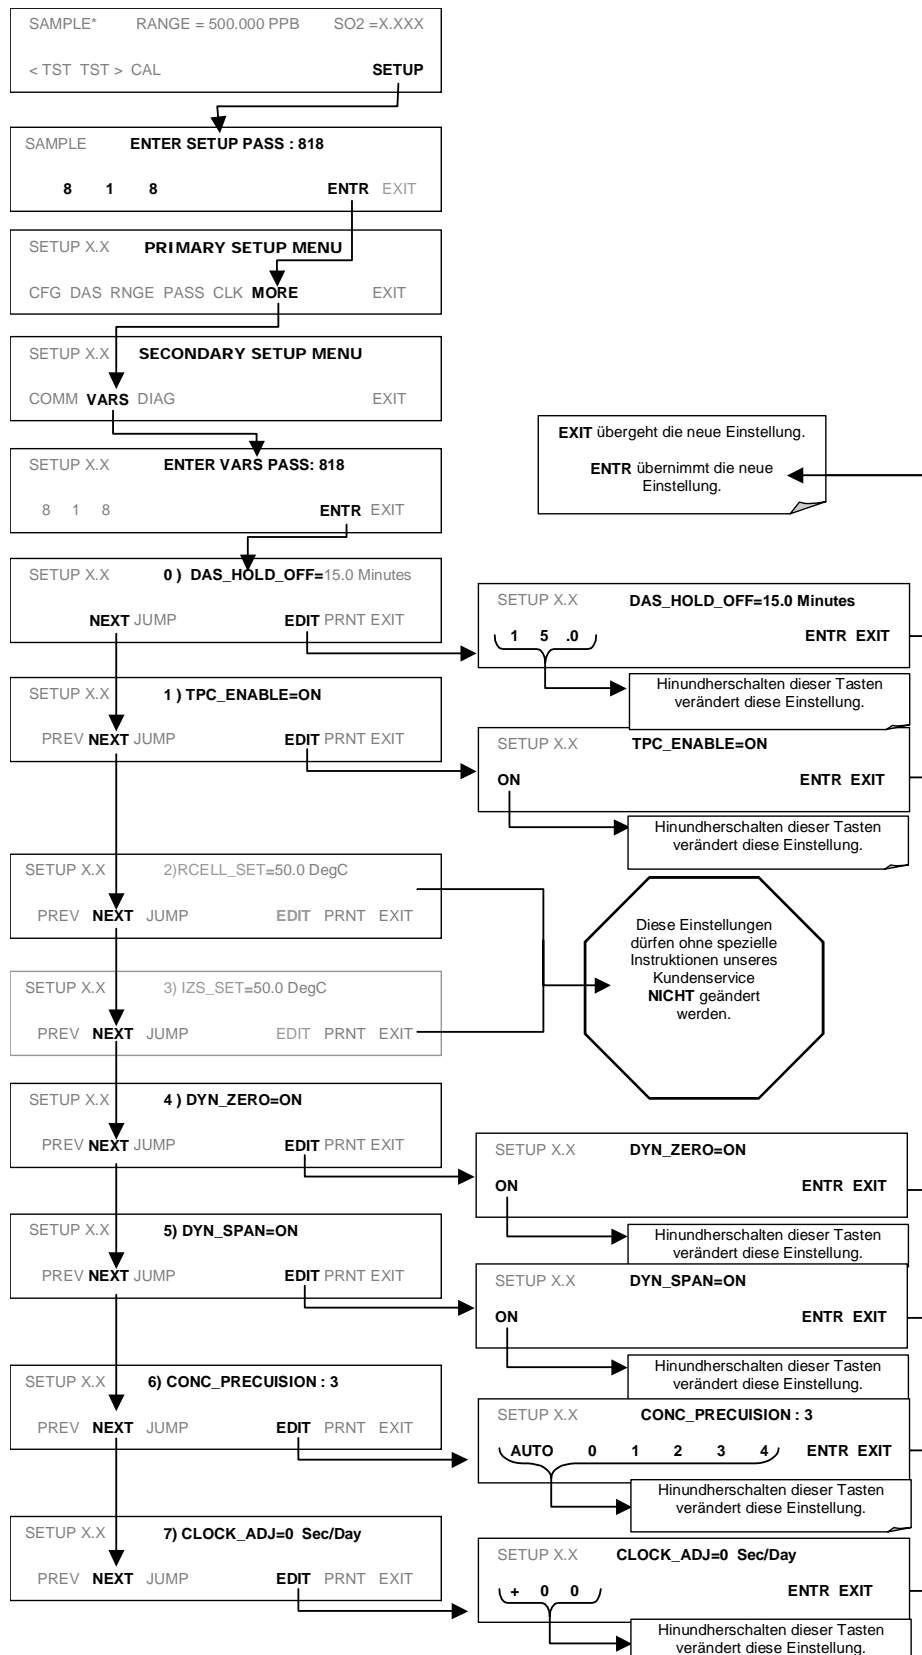 SAMPLE* RANGE = 500.000 PPB SO2 =X.XXX
< TST TST > CAL SETUP
SAMPLE ENTER SETUP PASS : 818
8 1 8 ENTR EXIT
SETUP X.X PRIMARY SETUP MENU
CFG DAS RNGE PASS CLK MORE EXIT
SETUP X.X SECONDARY SETUP MENU
COMM VARS DIAG EXIT
EXIT übergeht die neue Einstellung.
ENTR übernimmt die neue
Einstellung.
SETUP X.X ENTER VARS PASS: 818
8 1 8 ENTR EXIT
SETUP X.X 0 ) DAS_HOLD_OFF=15.0 Minutes
NEXT JUMP EDIT PRNT EXIT
SETUP X.X DAS_HOLD_OFF=15.0 Minutes
1 5 .0 ENTR EXIT
Hinundherschalten dieser Tasten
verändert diese Einstellung.
SETUP X.X 1 ) TPC_ENABLE=ON
PREV NEXT JUMP EDIT PRNT EXIT
SETUP X.X TPC_ENABLE=ON
ON ENTR EXIT
Hinundherschalten dieser Tasten
verändert diese Einstellung.
SETUP X.X 2)RCELL_SET=50.0 DegC
PREV NEXT JUMP EDIT PRNT EXIT
SETUP X.X 3) IZS_SET=50.0 DegC
PREV NEXT JUMP EDIT PRNT EXIT
Diese Einstellungen
dürfen ohne spezielle
Instruktionen unseres
Kundenservice
NICHT geändert
werden.
SETUP X.X 4 ) DYN_ZERO=ON
PREV NEXT JUMP EDIT PRNT EXIT
SETUP X.X DYN_ZERO=ON
ON ENTR EXIT
Hinundherschalten dieser Tasten
verändert diese Einstellung.
SETUP X.X 5) DYN_SPAN=ON
PREV NEXT JUMP EDIT PRNT EXIT
SETUP X.X DYN_SPAN=ON
ON ENTR EXIT
Hinundherschalten dieser Tasten
verändert diese Einstellung.
SETUP X.X 6) CONC_PRECUISION : 3
PREV NEXT JUMP EDIT PRNT EXIT
SETUP X.X CONC_PRECUISION : 3
AUTO 0 1 2 3 4 ENTR EXIT
Hinundherschalten dieser Tasten
verändert diese Einstellung.
SETUP X.X 7) CLOCK_ADJ=0 Sec/Day
PREV NEXT JUMP EDIT PRNT EXIT
SETUP X.X CLOCK_ADJ=0 Sec/Day
+ 0 0 ENTR EXIT
Hinundherschalten dieser Tasten
verändert diese Einstellung.